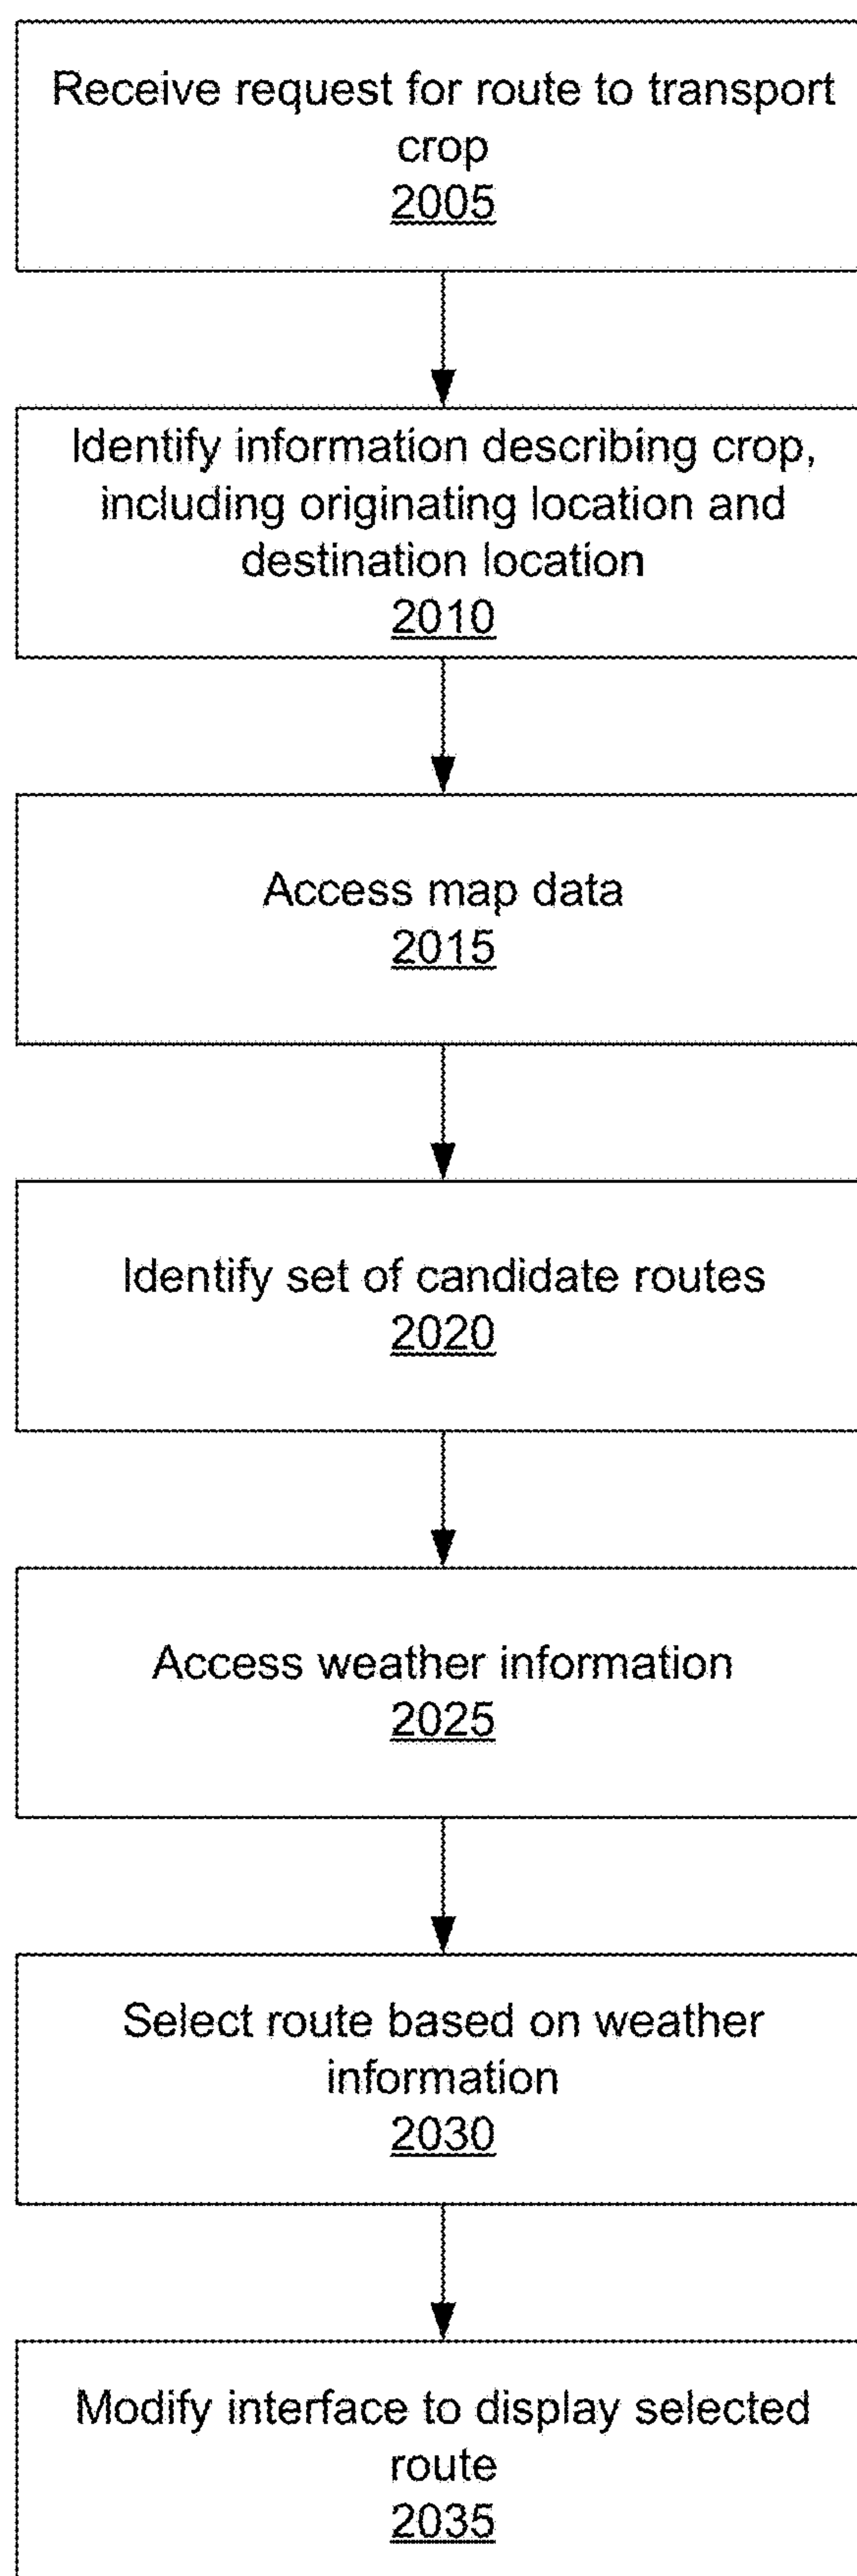 Receive request for route to transport
crop
2005
Identify information describing crop,
including originating location and
destination location
2010
Access map data
2015
Identify set of candidate routes
2020
Access weather information
2025
Select route based on weather
information
2030
Modify interface to display selected
route
2035